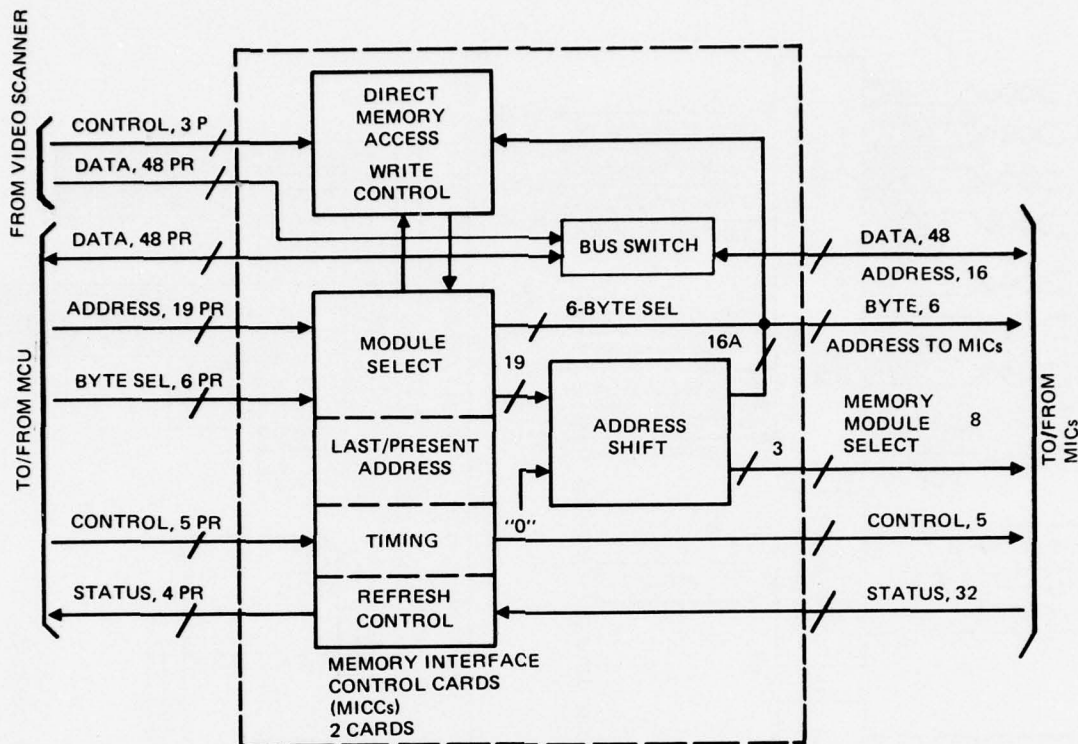 FROM VIDEO SCANNER
CONTROL, 3 P
DATA, 48 PR
TO/FROM MCU
DATA, 48 PR
ADDRESS, 19 PR
BYTE SEL, 6 PR
CONTROL, 5 PR
STATUS, 4 PR
DIRECT
MEMORY
ACCESS
WRITE
CONTROL
BUS SWITCH
MODULE
SELECT
LAST/PRESENT
ADDRESS
TIMING
REFRESH
CONTROL
6-BYTE SEL
16A
19
ADDRESS
SHIFT
3
"0"
MEMORY INTERFACE
CONTROL CARDS
(MICCs)
2 CARDS
DATA, 48
ADDRESS, 16
BYTE, 6
ADDRESS TO MICs
MEMORY
MODULE 8
SELECT
CONTROL, 5
STATUS, 32
TO/FROM
MICs